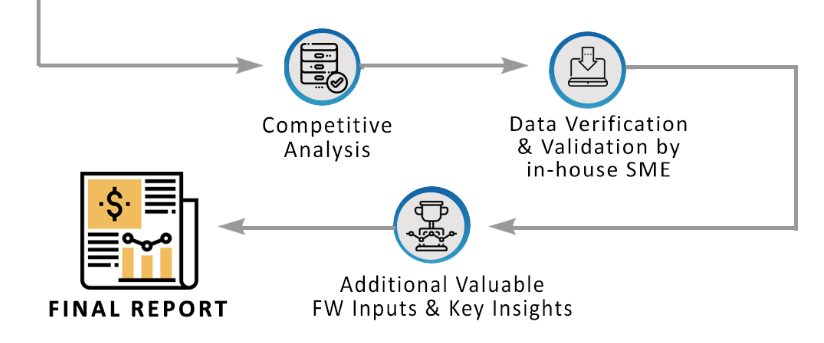 Competitive
Analysis
Data Verification
& Validation by
in-house SME
$
Additional Valuable
FW Inputs & Key Insights
FINAL REPORT